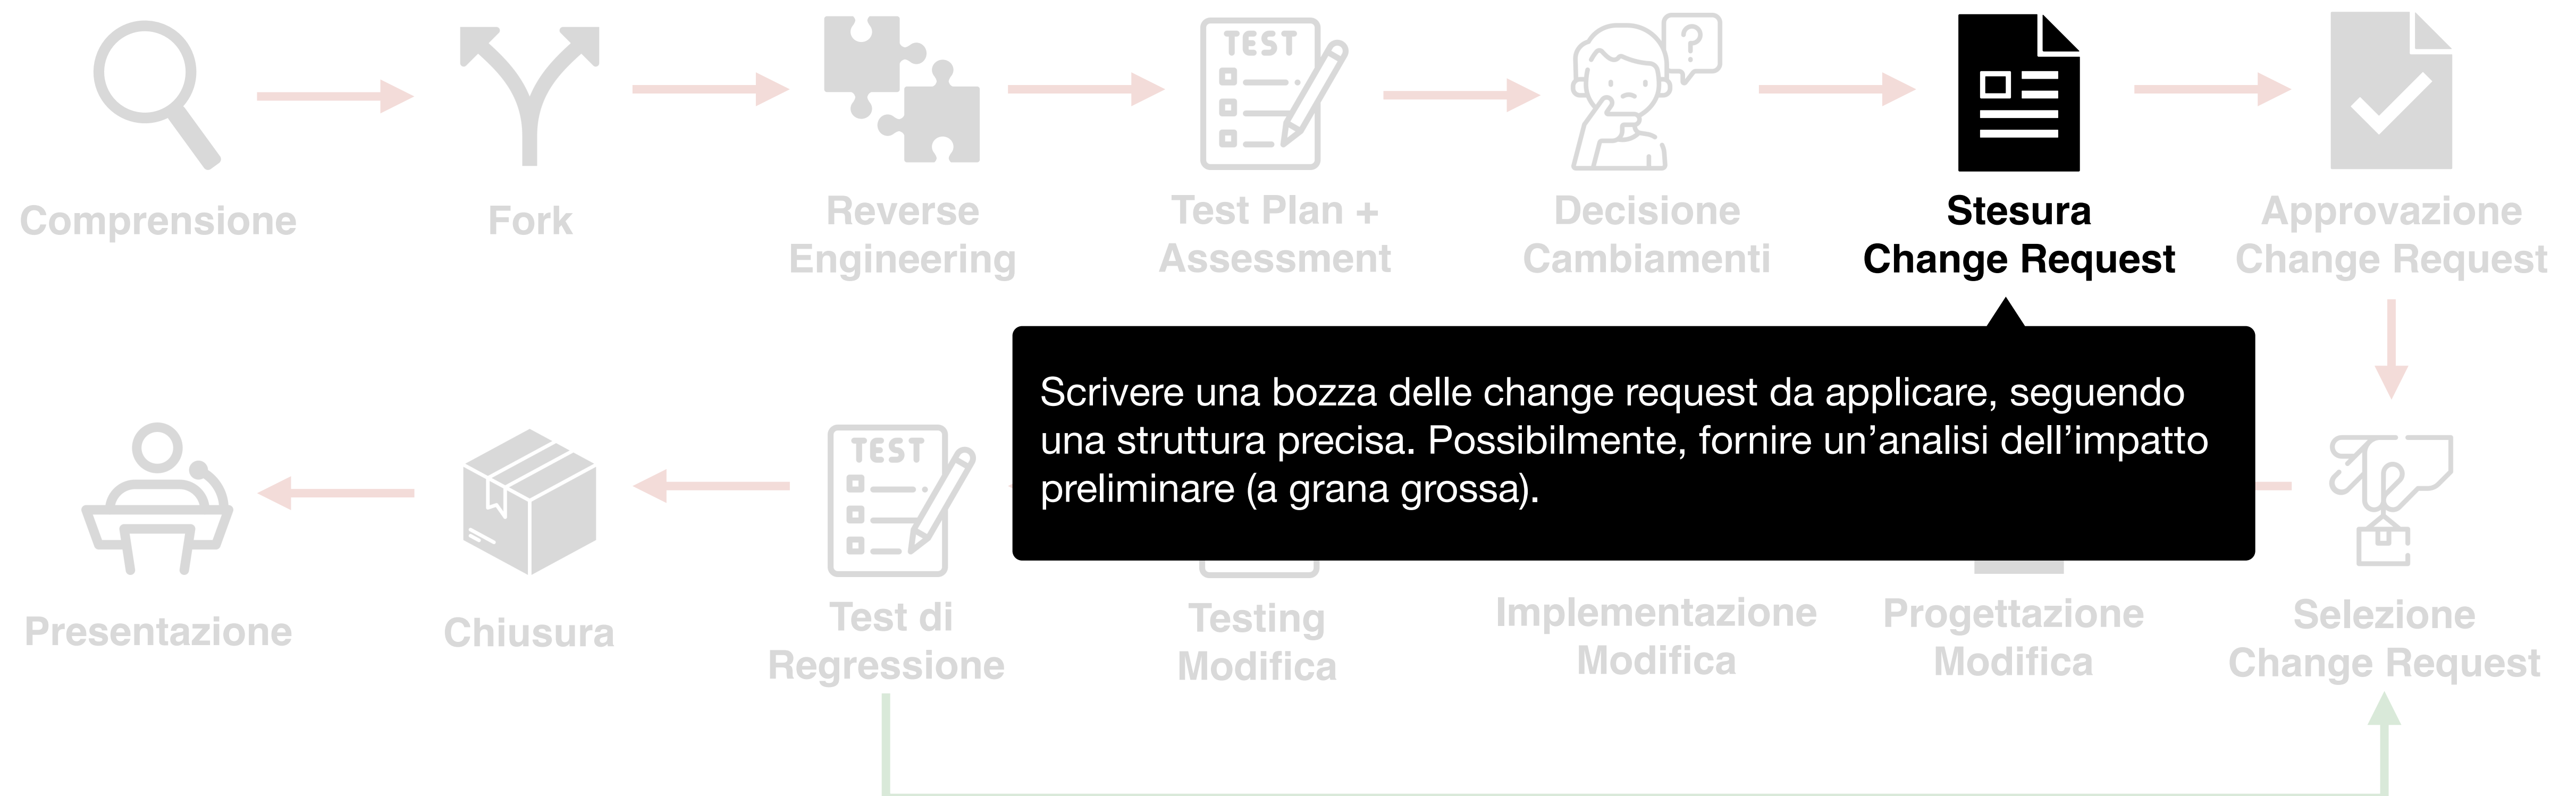 TEST
?
Comprensione
Fork
Reverse
Engineering
Test Plan +
Assessment
Decisione
Cambiamenti
Stesura
Change Request
Approvazione
Change Request
Scrivere una bozza delle change request da applicare, seguendo
una struttura precisa. Possibilmente, fornire un'analisi dell'impatto
preliminare (a grana grossa).
TEST
Presentazione
Chiusura
Test di
Regressione
Testing
Modifica
Implementazione
Modifica
Progettazione
Modifica
Selezione
Change Request